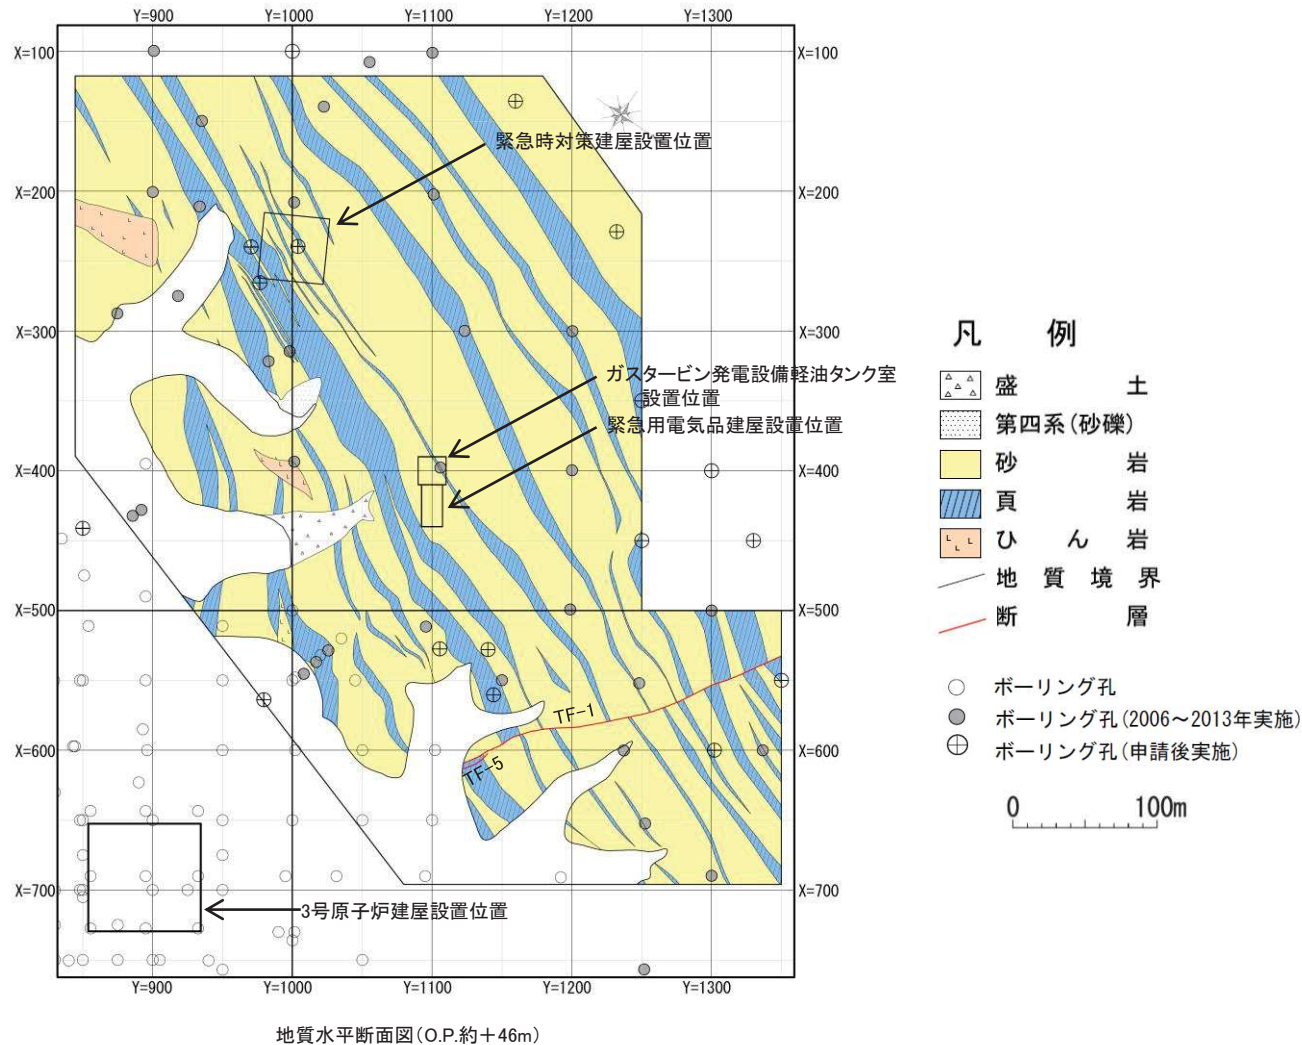 Y=900 Y=1000 Y=1100 Y=1200 Y=1300
X=100 X=100
緊急時対策建屋設置位置
X=200 X=200
X=300 X=300
ガスタービン発電設備軽油タンク室
設置位置
緊急用電気品建屋設置位置
X=400 X=400
X=500 X=500
TF-1
X=600 X=600
TF-5
X=700 X=700
3号原子炉建屋設置位置
Y=900 Y=1000 Y=1100 Y=1200 Y=1300
地質水平断面図(O.P.約+46m)
凡 例
盛 土
第四系(砂礫)
砂 岩
頁 岩
ひ ん 岩
地 質 境 界
断 層
ボーリング孔
ボーリング孔(2006~2013年実施)
ボーリング孔(申請後実施)
0 100m